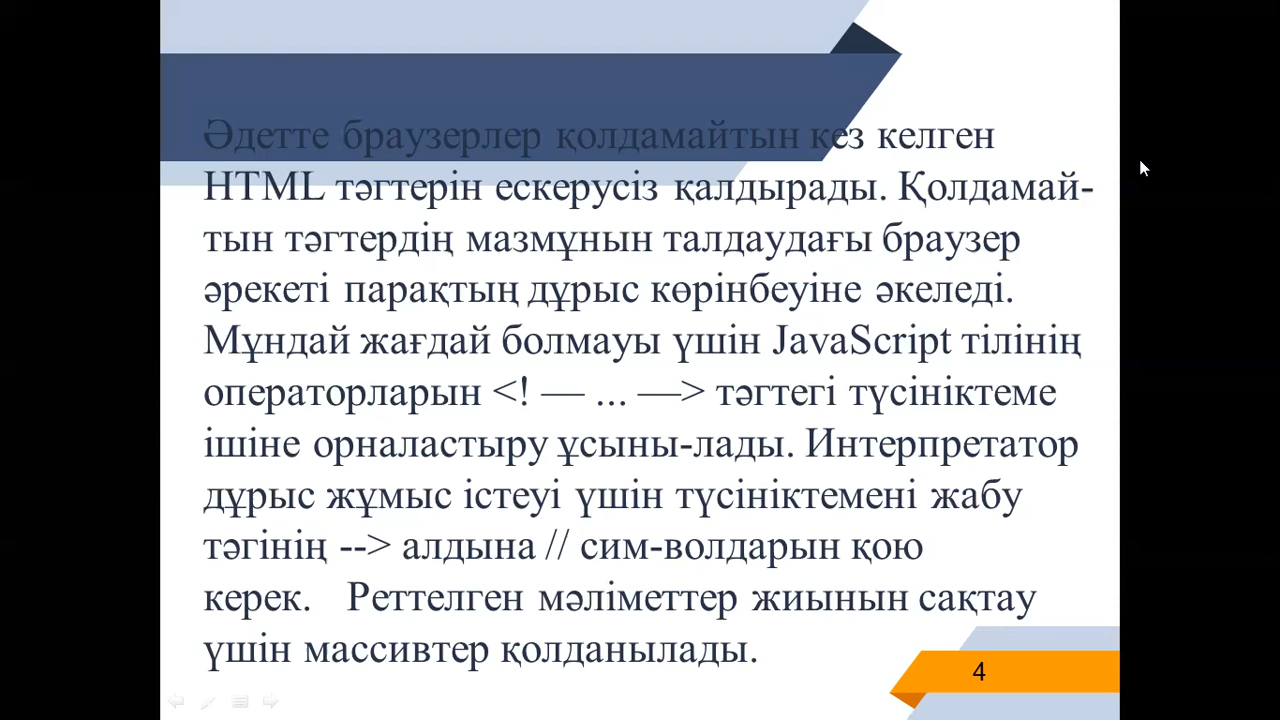 Әдетте браузерлер қолдамайтын кез келген
HTML тәгтерін ескерусіз қалдырады. Қолдамай-
тын тәгтердің мазмұнын талдаудағы браузер
әрекеті парақтың дұрыс көрінбеуіне әкеледі.
Мұндай жағдай болмауы үшін JavaScript тілінің
операторларын <! — ... —> тәгтегі түсініктеме
ішіне орналастыру ұсыны-лады. Интерпретатор
дұрыс жұмыс істеуі үшін түсініктемені жабу
тәгінің --> алдына // сим-волдарын қою
керек. Реттелген мәліметтер жиынын сақтау
үшін массивтер қолданылады.
4